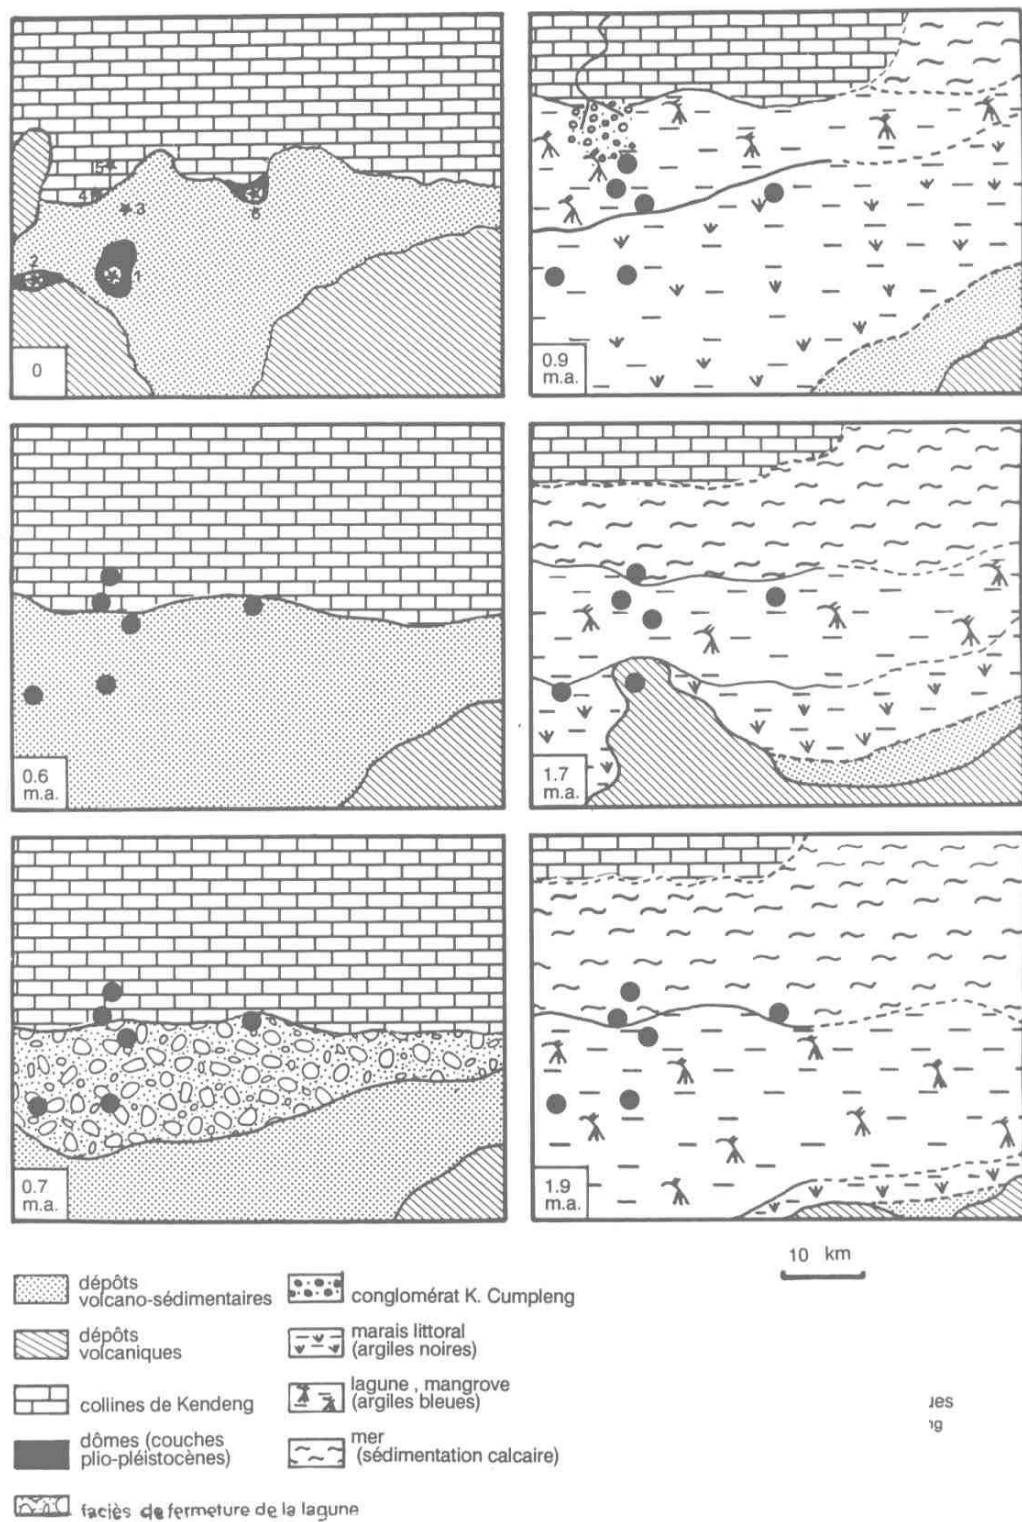 5
4
3
6
2
1
0
0.9
m.a.
0.6
m.a.
1.7
m.a.
0.7
m.a.
1.9
m.a.
10 km
dépôts
volcano-sédimentaires
conglomérat K. Cumpleng
dépôts
volcaniques
marais littoral
(argiles noires)
collines de Kendeng
lagune , mangrove
(argiles bleues)
dômes (couches
plio-pléistocènes)
mer
(sédimentation calcaire)
faciès de fermeture de la lagune